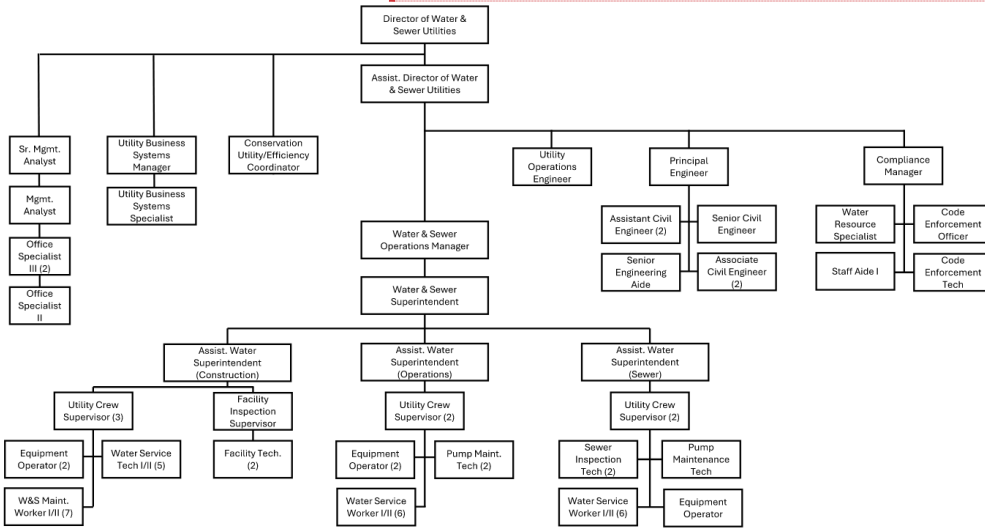 Director of Water &
Sewer Utilities
Assist. Director of Water
& Sewer Utilities
Sr. Mgmt.
Analyst
Utility Business
Systems
Manager
Conservation
Utility/Efficiency
Coordinator
Utility
Operations
Engineer
Principal
Engineer
Compliance
Manager
Mgmt.
Analyst
Utility Business
Systems
Specialist
Office
Specialist
III (2)
Office
Specialist
II
Assistant Civil
Engineer (2)
Senior Civil
Engineer
Senior
Engineering
Aide
Associate
Civil Engineer
(2)
Water
Resource
Specialist
Code
Enforcement
Officer
Staff Aide I
Code
Enforcement
Tech
Water & Sewer
Operations Manager
Water & Sewer
Superintendent
Assist. Water
Superintendent
(Construction)
Assist. Water
Superintendent
(Operations)
Assist. Water
Superintendent
(Sewer)
Utility Crew
Supervisor (3)
Facility
Inspection
Supervisor
Utility Crew
Supervisor (2)
Utility Crew
Supervisor (2)
Equipment
Operator (2)
Water Service
Tech I/II (5)
Facility Tech.
(2)
Equipment
Operator (2)
Pump Maint.
Tech (2)
Sewer
Inspection
Tech (2)
Pump
Maintenance
Tech
W&S Maint.
Worker I/II (7)
Water Service
Worker I/II (6)
Water Service
Worker I/II (6)
Equipment
Operator